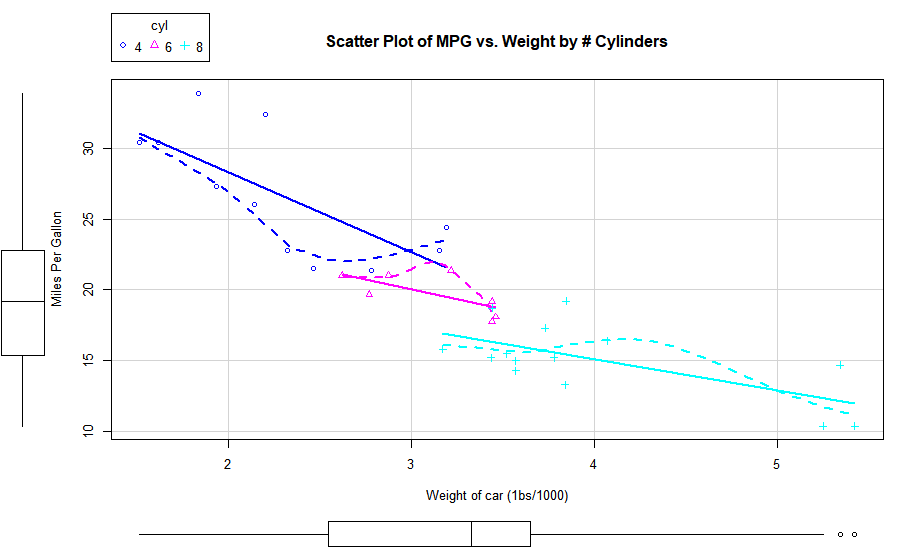 cyl
4 6 8
Scatter Plot of MPG vs. Weight by # Cylinders
Miles Per Gallon
30
25
20
15
10
2 3 4 5
Weight of car (1bs/1000)